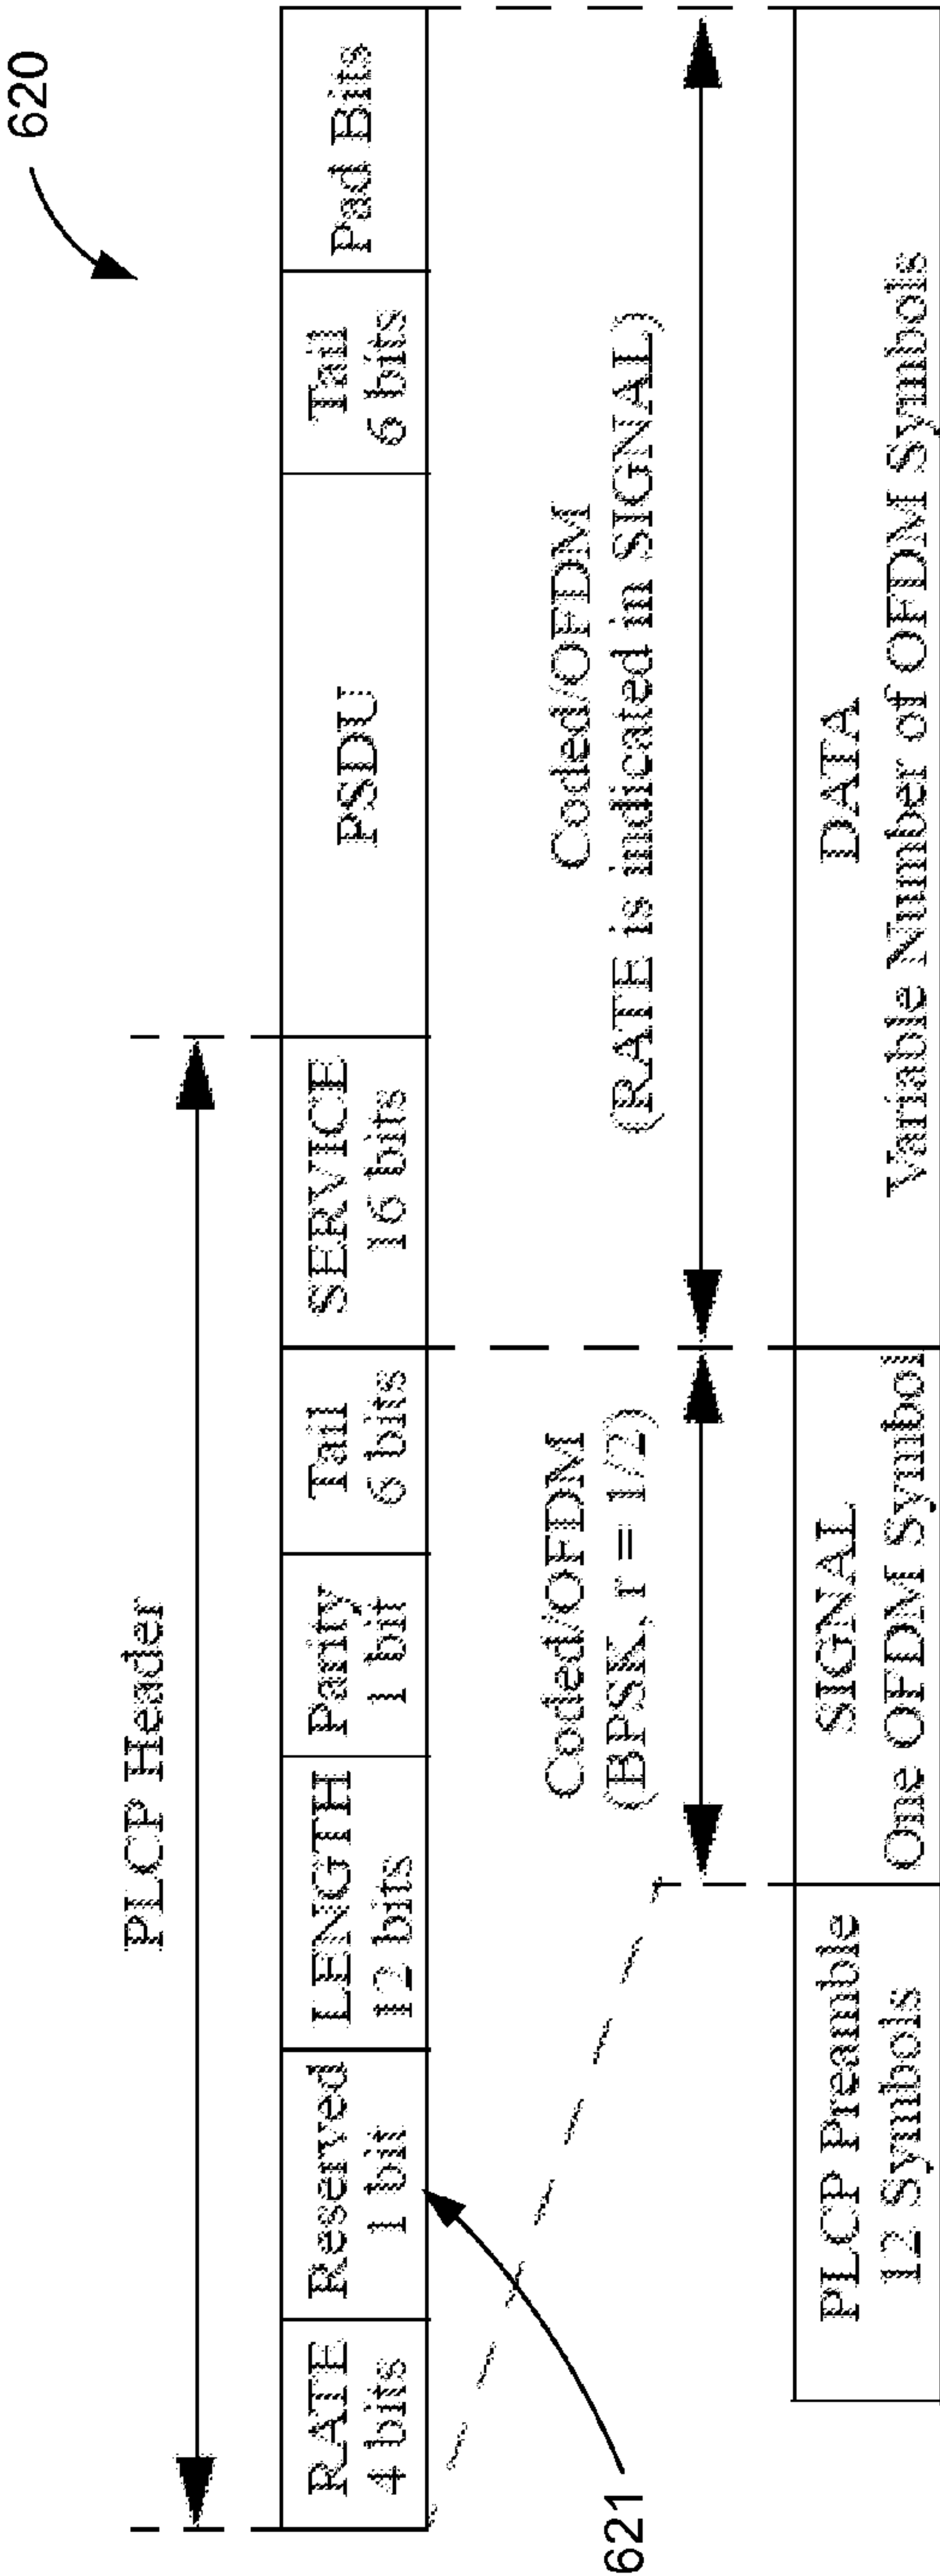 620
PLCP Header
RATE
4 bits
Reserved
1 bit
LENGTH
12 bits
Parity
1 bit
Tail
6 bits
SERVICE
16 bits
PSDU
Tail
6 bits
Pad Bits
621
Coded/OFDM
(BPSK, r = 1/2)
Coded/OFDM
(RATE is indicated in SIGNAL)
PLCP Preamble
12 Symbols
SIGNAL
One OFDM Symbol
DATA
Variable Number of OFDM Symbols